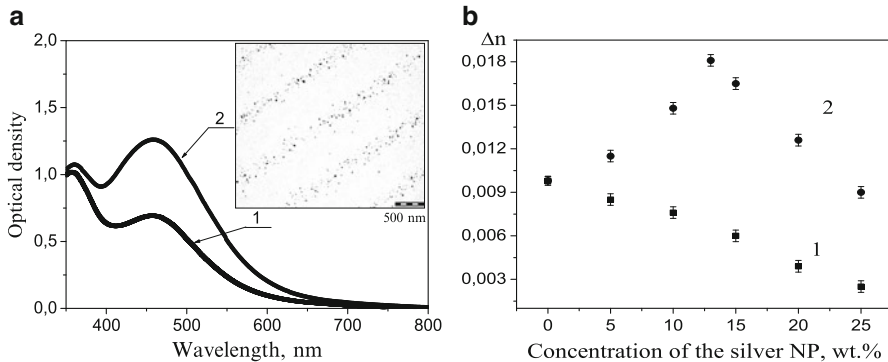 a
2,0
1,5
1,0
0,5
0,0
Optical density
400 500 600 700 800
Wavelength, nm
2
1
500 nm
b
Δn
0,018
0,015
0,012
0,009
0,006
0,003
2
1
0 5 10 15 20 25
Concentration of the silver NP, wt.%